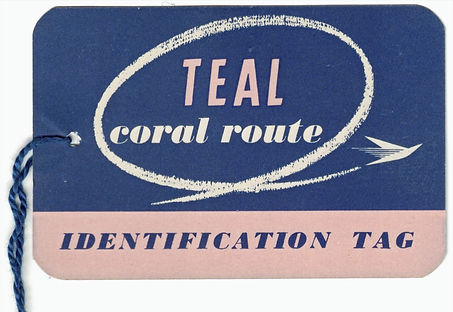 TEAL
coral route
IDENTIFICATION TAG